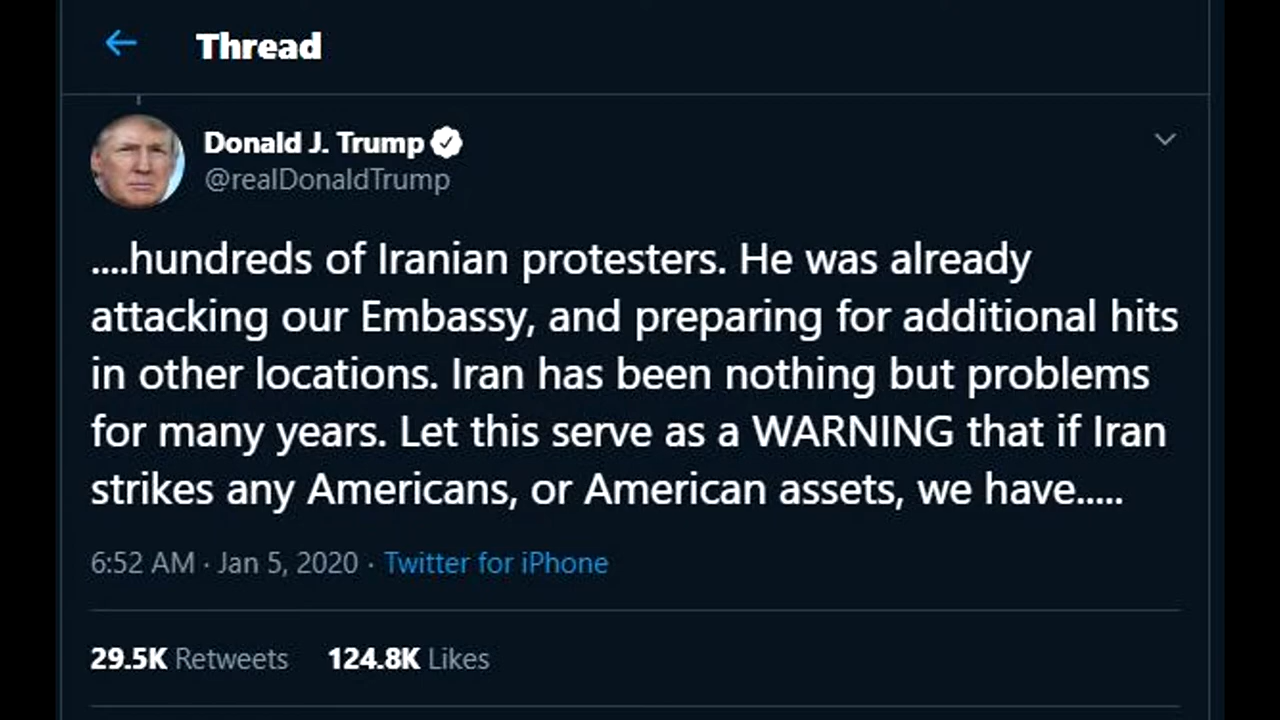 Thread
Donald J. Trump
@realDonaldTrump
....hundreds of Iranian protesters. He was already
attacking our Embassy, and preparing for additional hits
in other locations. Iran has been nothing but problems
for many years. Let this serve as a WARNING that if Iran
strikes any Americans, or American assets, we have.....
6:52 AM · Jan 5, 2020 · Twitter for iPhone
29.5K Retweets 124.8K Likes